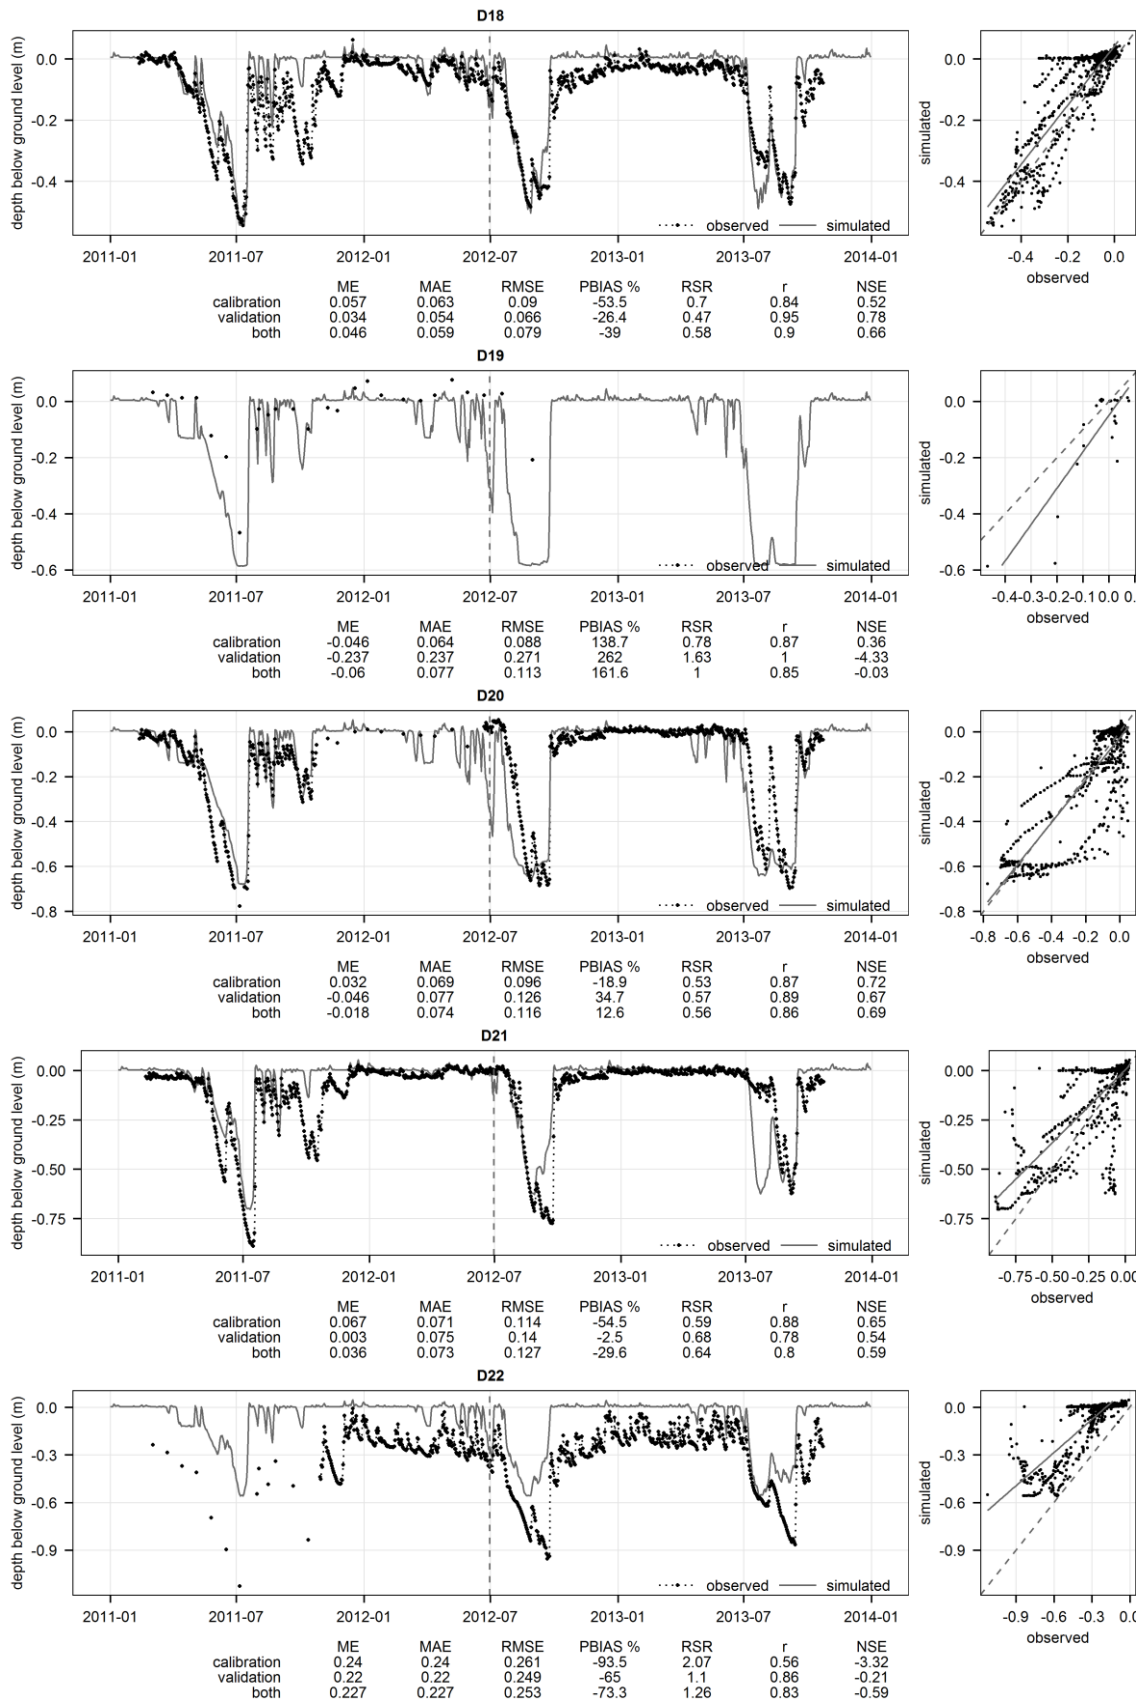 D18
depth below ground level (m)
0.0
-0.2
-0.4
observed simulated
2011-01 2011-07 2012-01 2012-07 2013-01 2013-07 2014-01
simulated
0.0
-0.2
-0.4
-0.4 -0.2 0.0
observed
ME MAE RMSE PBIAS % RSR r NSE
calibration 0.057 0.063 0.09 -53.5 0.7 0.84 0.52
validation 0.034 0.054 0.066 -26.4 0.47 0.95 0.78
both 0.046 0.059 0.079 -39 0.58 0.9 0.66
D19
depth below ground level (m)
0.0
-0.2
-0.4
-0.6
observed simulated
2011-01 2011-07 2012-01 2012-07 2013-01 2013-07 2014-01
simulated
0.0
-0.2
-0.4
-0.6
-0.4 -0.3 -0.2 -0.1 0.0 0.
observed
ME MAE RMSE PBIAS % RSR r NSE
calibration -0.046 0.064 0.088 138.7 0.78 0.87 0.36
validation -0.237 0.237 0.271 262 1.63 1 -4.33
both -0.06 0.077 0.113 161.6 1 0.85 -0.03
D20
depth below ground level (m)
0.0
-0.2
-0.4
-0.6
-0.8
observed simulated
2011-01 2011-07 2012-01 2012-07 2013-01 2013-07 2014-01
simulated
0.0
-0.2
-0.4
-0.6
-0.8
-0.8 -0.6 -0.4 -0.2 0.0
observed
ME MAE RMSE PBIAS % RSR r NSE
calibration 0.032 0.069 0.096 -18.9 0.53 0.87 0.72
validation -0.046 0.077 0.126 34.7 0.57 0.89 0.67
both -0.018 0.074 0.116 12.6 0.56 0.86 0.69
D21
depth below ground level (m)
0.00
-0.25
-0.50
-0.75
observed simulated
2011-01 2011-07 2012-01 2012-07 2013-01 2013-07 2014-01
simulated
0.00
-0.25
-0.50
-0.75
-0.75 -0.50 -0.25 0.00
observed
ME MAE RMSE PBIAS % RSR r NSE
calibration 0.067 0.071 0.114 -54.5 0.59 0.88 0.65
validation 0.003 0.075 0.14 -2.5 0.68 0.78 0.54
both 0.036 0.073 0.127 -29.6 0.64 0.8 0.59
D22
depth below ground level (m)
0.0
-0.3
-0.6
-0.9
observed simulated
2011-01 2011-07 2012-01 2012-07 2013-01 2013-07 2014-01
simulated
0.0
-0.3
-0.6
-0.9
-0.9 -0.6 -0.3 0.0
observed
ME MAE RMSE PBIAS % RSR r NSE
calibration 0.24 0.24 0.261 -93.5 2.07 0.56 -3.32
validation 0.22 0.22 0.249 -65 1.1 0.86 -0.21
both 0.227 0.227 0.253 -73.3 1.26 0.83 -0.59